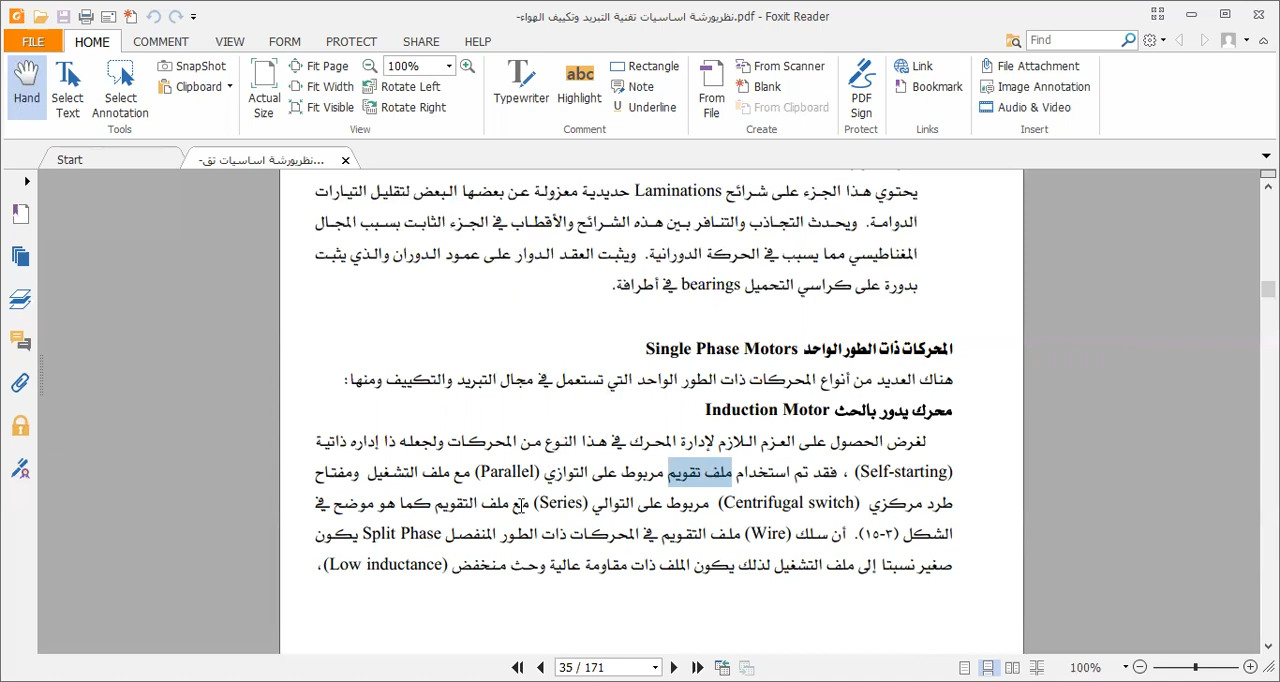 نظريورشة اساسيات تقنية التبريد وتكييف الهواء-.pdf - Foxit Reader
FILE HOME COMMENT VIEW FORM PROTECT SHARE HELP
Find
Hand
Select Text
Select Annotation
SnapShot
Clipboard
Tools
Actual Size
Fit Page
Fit Width
Fit Visible
100%
Rotate Left
Rotate Right
View
Typewriter
Highlight
Rectangle
Note
Underline
Comment
From File
From Scanner
Blank
From Clipboard
Create
PDF Sign
Protect
Link
Bookmark
Links
File Attachment
Image Annotation
Audio & Video
Insert
Start
نظريورشة اساسيات تق-...
يحتوي هذا الجزء على شرائح Laminations حديدية معزولة عن بعضها البعض لتقليل التيارات
الدوامة. ويحدث التجاذب والتنافر بين هذه الشرائح والأقطاب في الجزء الثابت بسبب المجال
المغناطيسي مما يسبب في الحركة الدورانية. ويثبت العقد الدوار على عمود الدوران والذي يثبت
بدورة على كراسي التحميل bearings في أطرافة.
المحركات ذات الطور الواحد Single Phase Motors
هناك العديد من أنواع المحركات ذات الطور الواحد التي تستعمل في مجال التبريد والتكييف ومنها:
محرك يدور بالحث Induction Motor
لغرض الحصول على العزم اللازم لإدارة المحرك في هذا النوع من المحركات ولجعله ذا إداره ذاتية
(Self-starting) ، فقد تم استخدام ملف تقويم مربوط على التوازي (Parallel) مع ملف التشغيل ومفتاح
طرد مركزي (Centrifugal switch) مربوط على التوالي (Series) مع ملف التقويم كما هو موضح في
الشكل (٣-١٥). أن سلك (Wire) ملف التقويم في المحركات ذات الطور المنفصل Split Phase يكون
صغير نسبتا إلى ملف التشغيل لذلك يكون الملف ذات مقاومة عالية وحث منخفض (Low inductance)،
35 / 171
100%